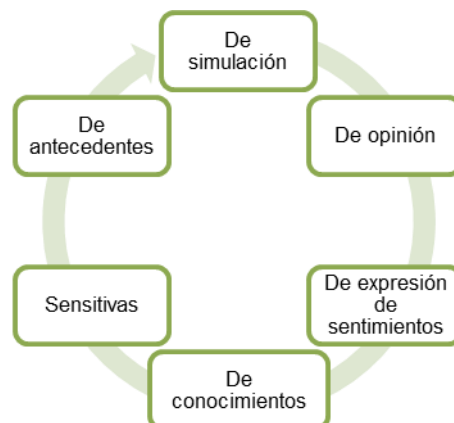 De
simulación
De opinión
De expresión
de
sentimientos
De
conocimientos
Sensitivas
De
antecedentes